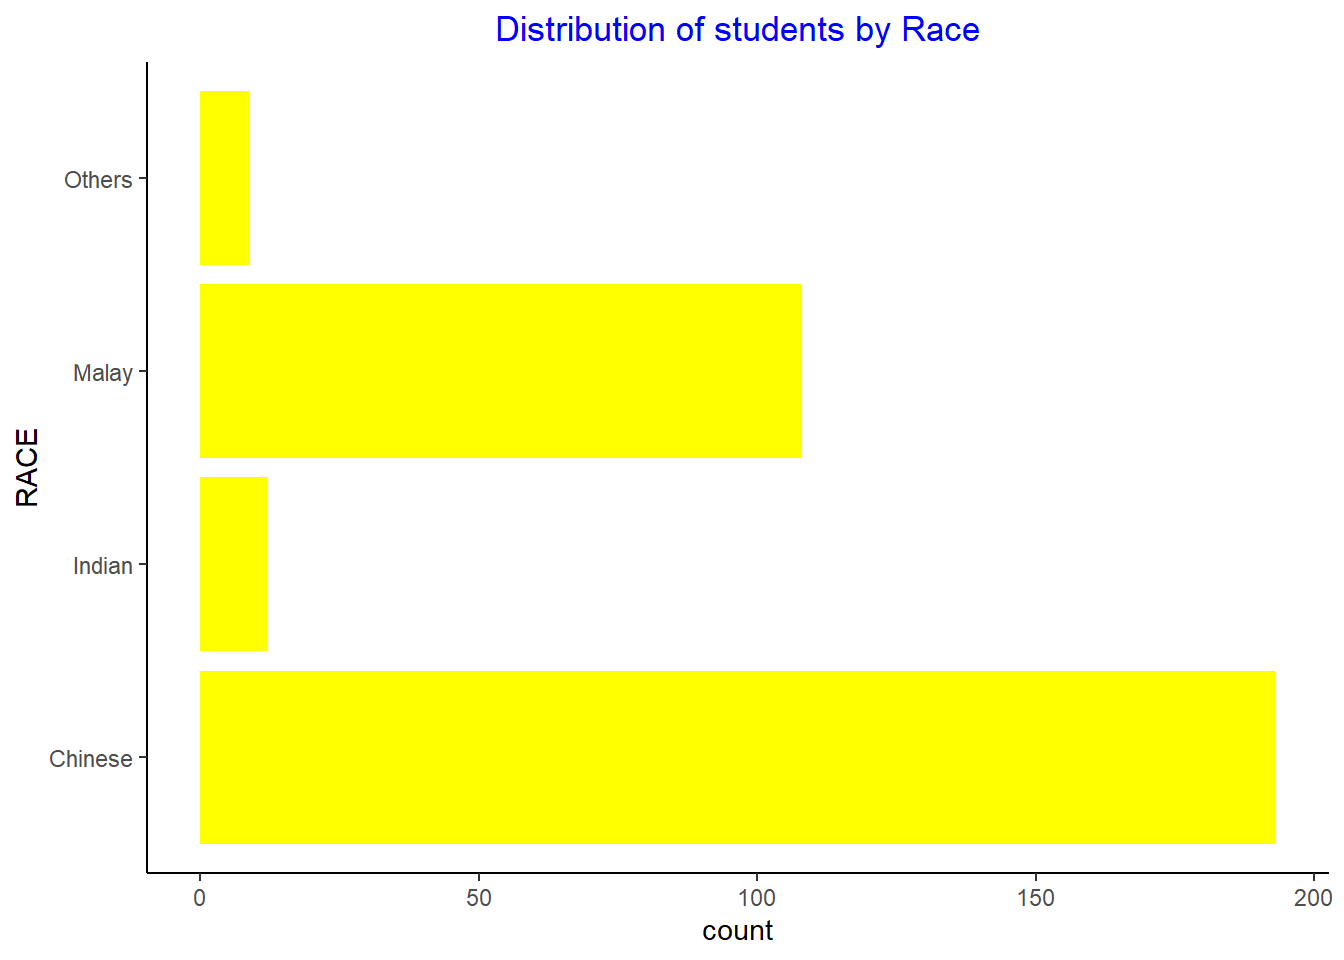 Distribution of students by Race
Others
Malay
Indian
Chinese
RACE
0 50 100 150 200
count